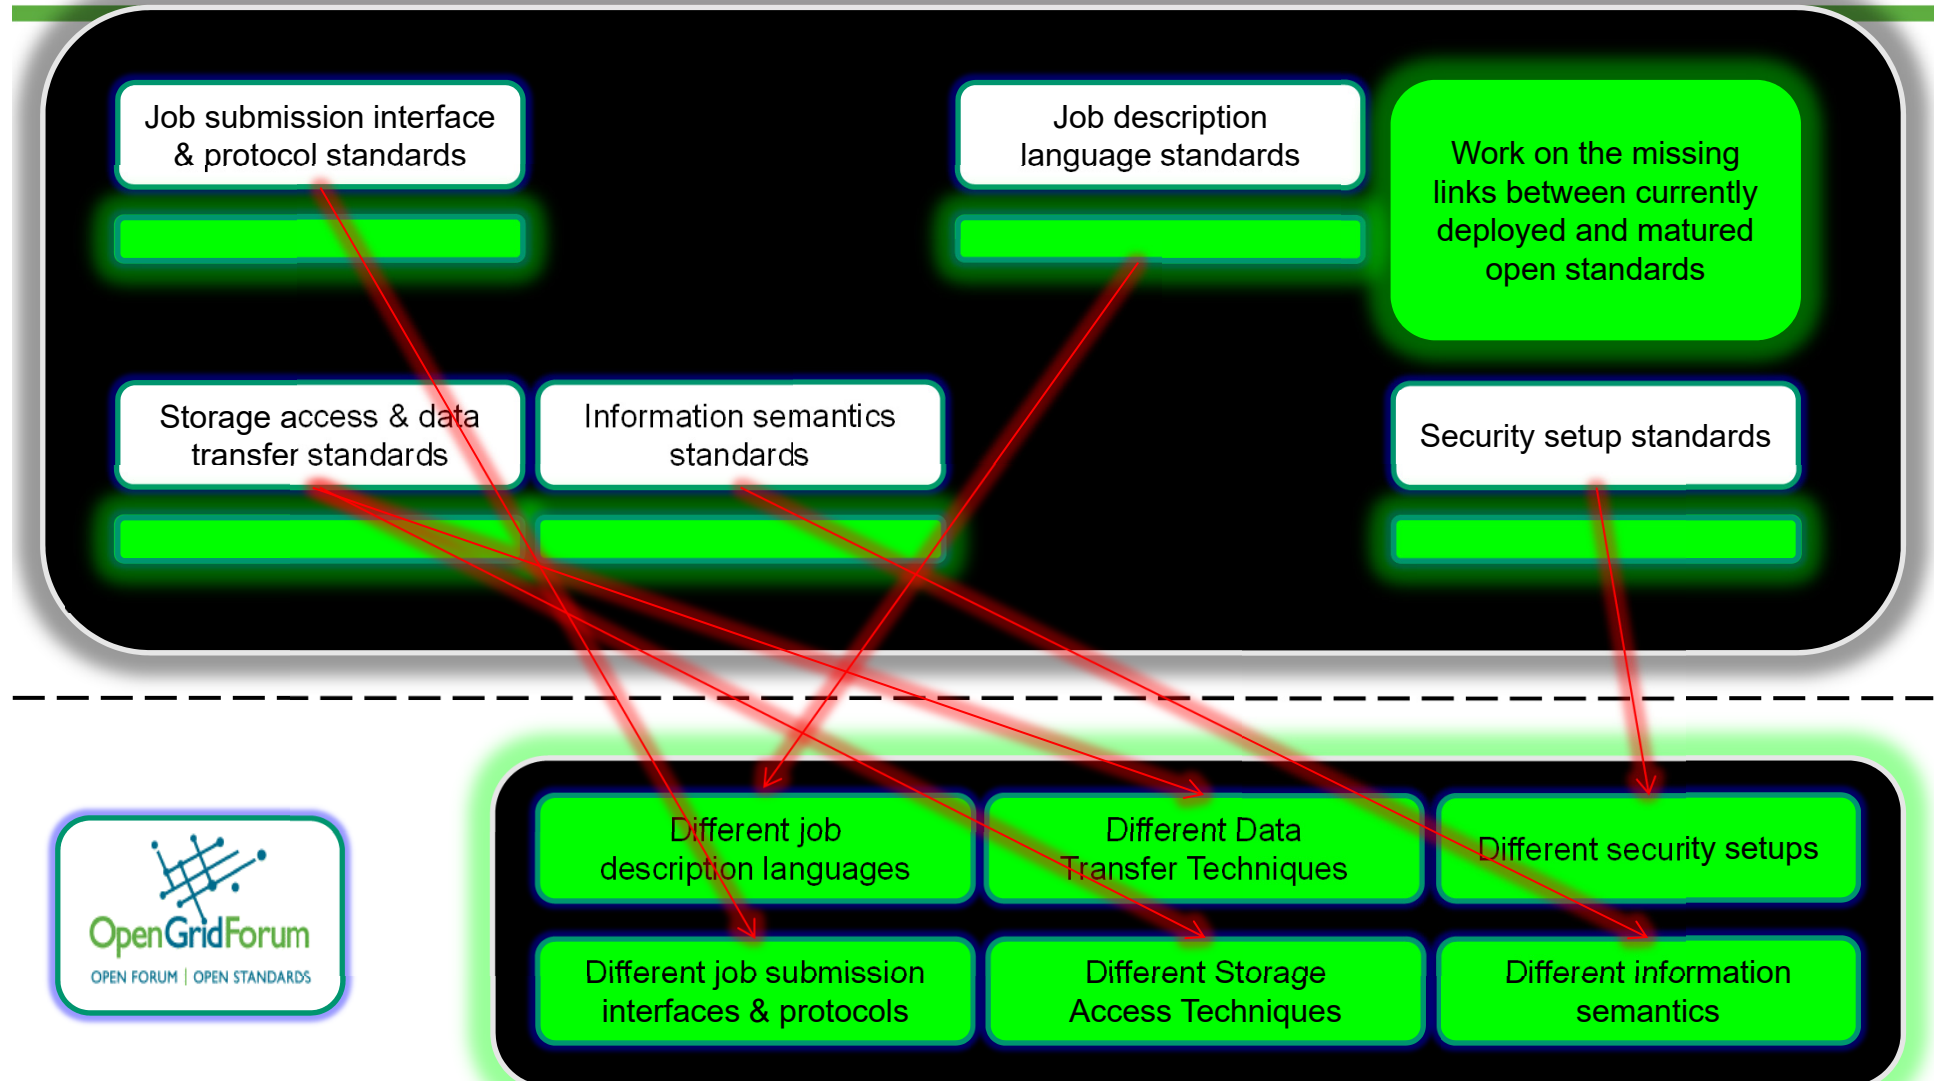 Job submission interface
& protocol standards
Job description
language standards
Work on the missing
links between currently
deployed and matured
open standards
Storage access & data
transfer standards
Information semantics
standards
Security setup standards
Different job
description languages
Different Data
Transfer Techniques
Different security setups
OpenGridForum
OPEN FORUM | OPEN STANDARDS
Different job submission
interfaces & protocols
Different Storage
Access Techniques
Different information
semantics